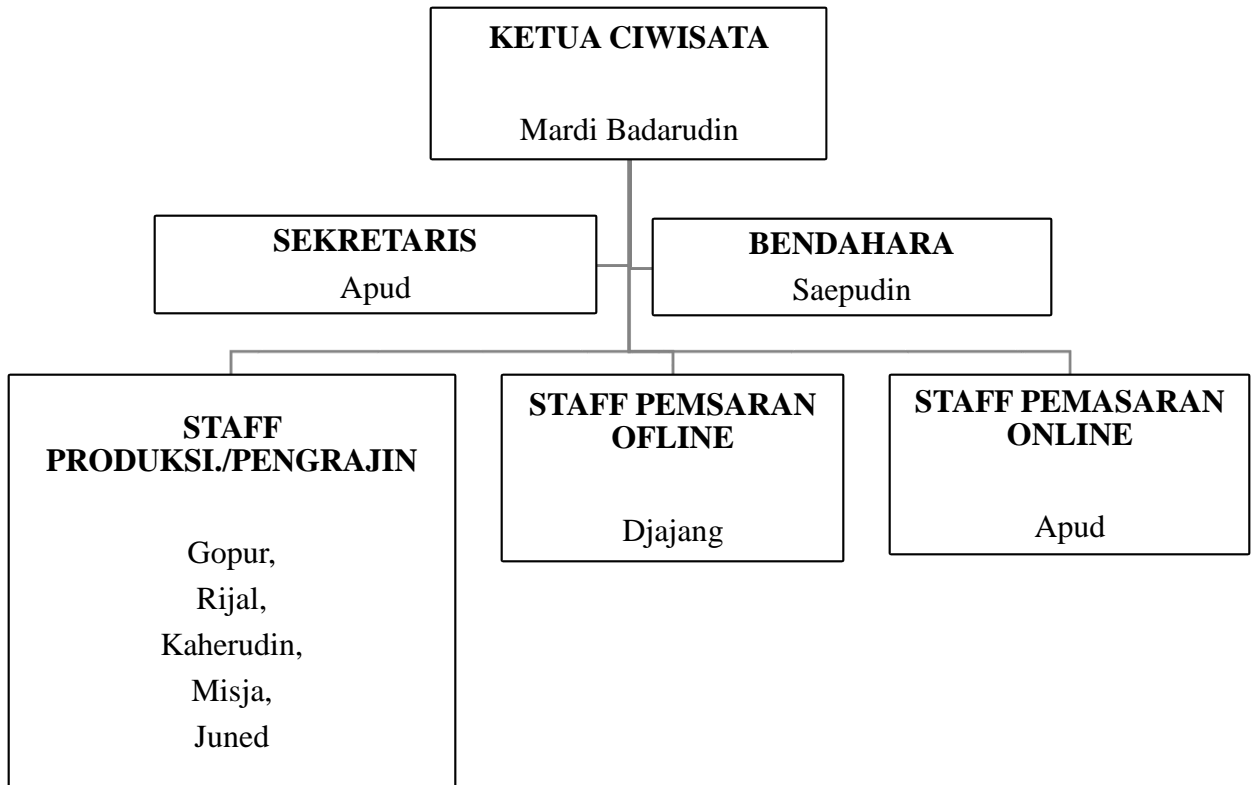 KETUA CIWISATA
Mardi Badarudin
SEKRETARIS
Apud
BENDAHARA
Saepudin
STAFF
PRODUKSI./PENGRAJIN
Gopur,
Rijal,
Kaherudin,
Misja,
Juned
STAFF PEMSARAN
OFLINE
Djajang
STAFF PEMASARAN
ONLINE
Apud